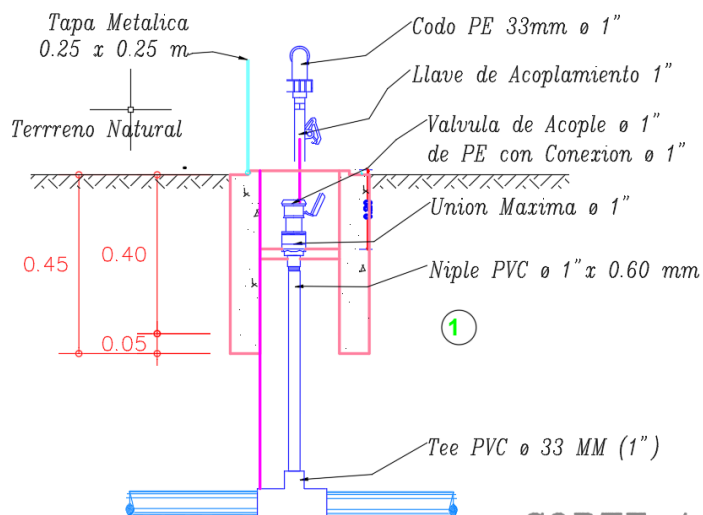 Tapa Metalica
0.25 x 0.25 m
Terrreno Natural
Codo PE 33mm ø 1"
Llave de Acoplamiento 1"
Valvula de Acople ø 1"
de PE con Conexion ø 1"
Union Maxima ø 1"
Niple PVC ø 1"x 0.60 mm
0.45
0.40
0.05
1
Tee PVC ø 33 MM (1")